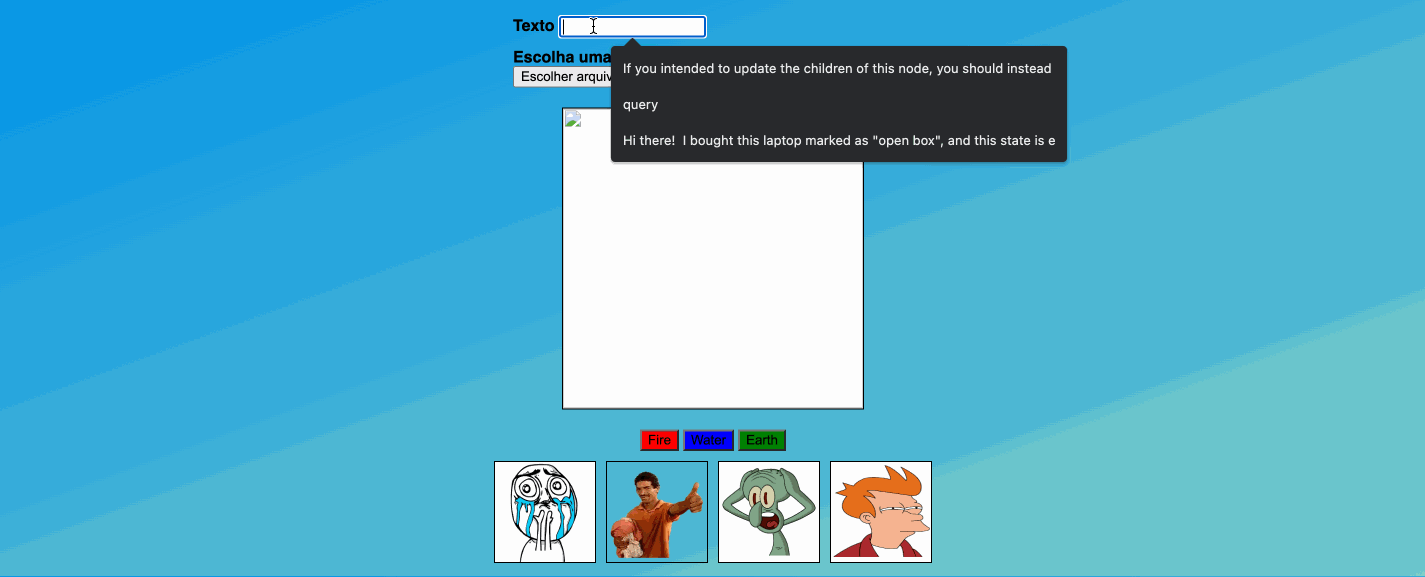 Texto
Escolha uma
Escolher arquiv
If you intended to update the children of this node, you should instead
query
Hi there!  I bought this laptop marked as "open box", and this state is e
Fire Water Earth